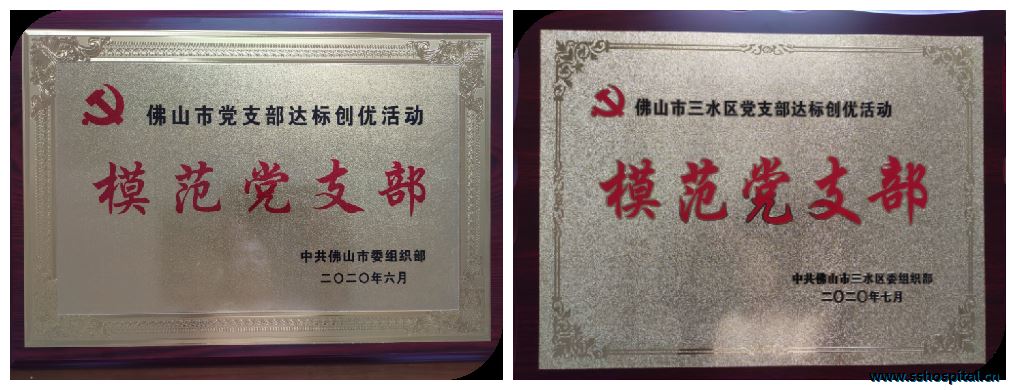 佛山市党支部达标创优活动
模范党支部
中共佛山市委组织部
二〇二〇年六月
佛山市三水区党支部达标创优活动
模范党支部
中共佛山市三水区委组织部
二〇二〇年七月
www.sshospital.cn